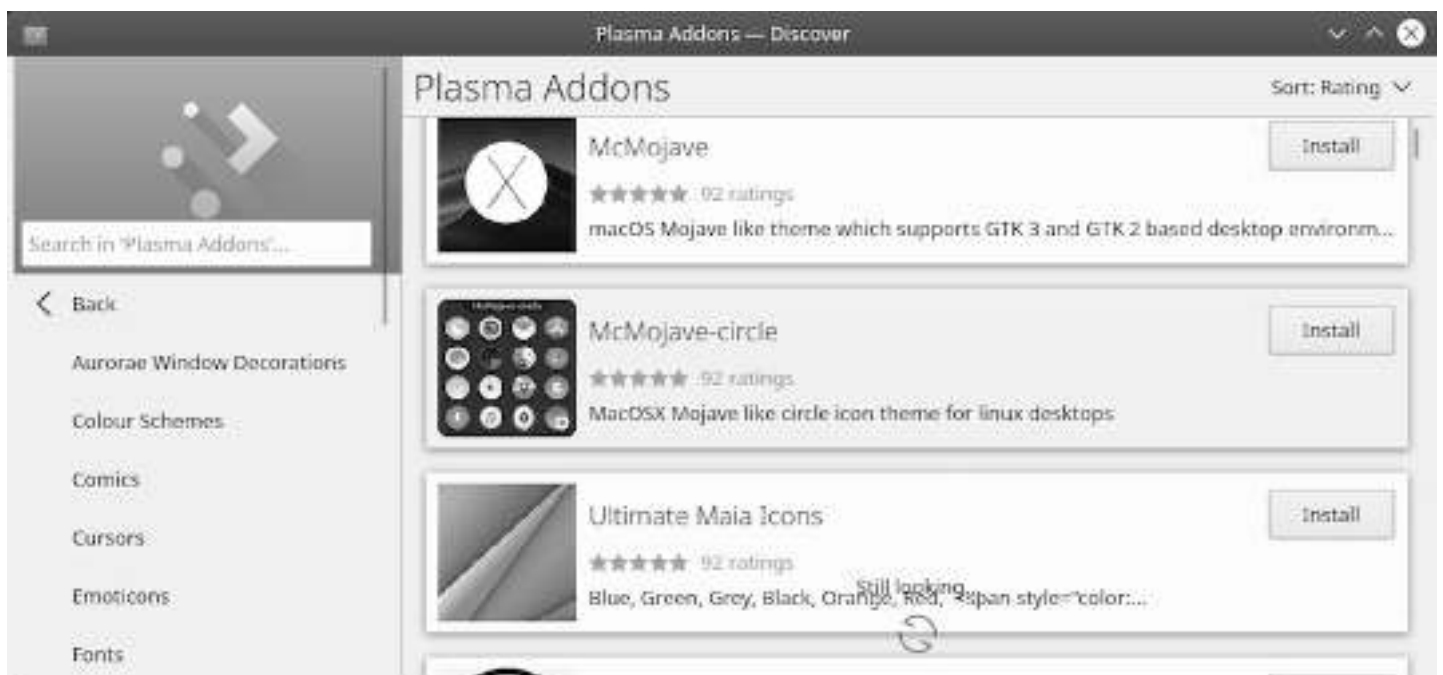 Plasma Addons — Discover
Search in 'Plasma Addons'...
Back
Aurorae Window Decorations
Colour Schemes
Comics
Cursors
Emoticons
Fonts
Plasma Addons
Sort: Rating
McMojave
Install
92 ratings
macOS Mojave like theme which supports GTK 3 and GTK 2 based desktop environm...
McMojave-circle
Install
92 ratings
MacOSX Mojave like circle icon theme for linux desktops
Ultimate Maia Icons
Install
92 ratings
Still looking...
Blue, Green, Grey, Black, Orange, Red, <span style="color:...